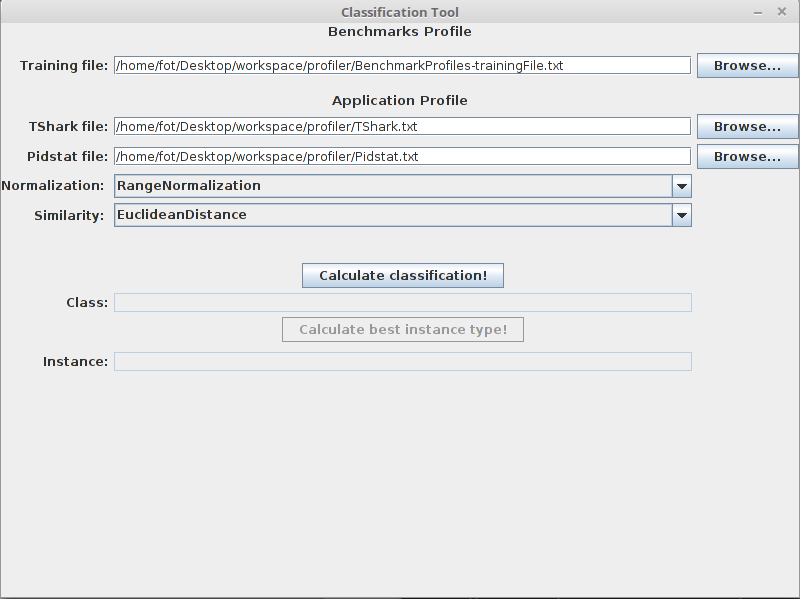 Classification Tool
Benchmarks Profile
Training file: /home/fot/Desktop/workspace/profiler/BenchmarkProfiles-trainingFile.txt Browse...
Application Profile
TShark file: /home/fot/Desktop/workspace/profiler/TShark.txt Browse...
Pidstat file: /home/fot/Desktop/workspace/profiler/Pidstat.txt Browse...
Normalization: RangeNormalization
Similarity: EuclideanDistance
Calculate classification!
Class:
Calculate best instance type!
Instance: